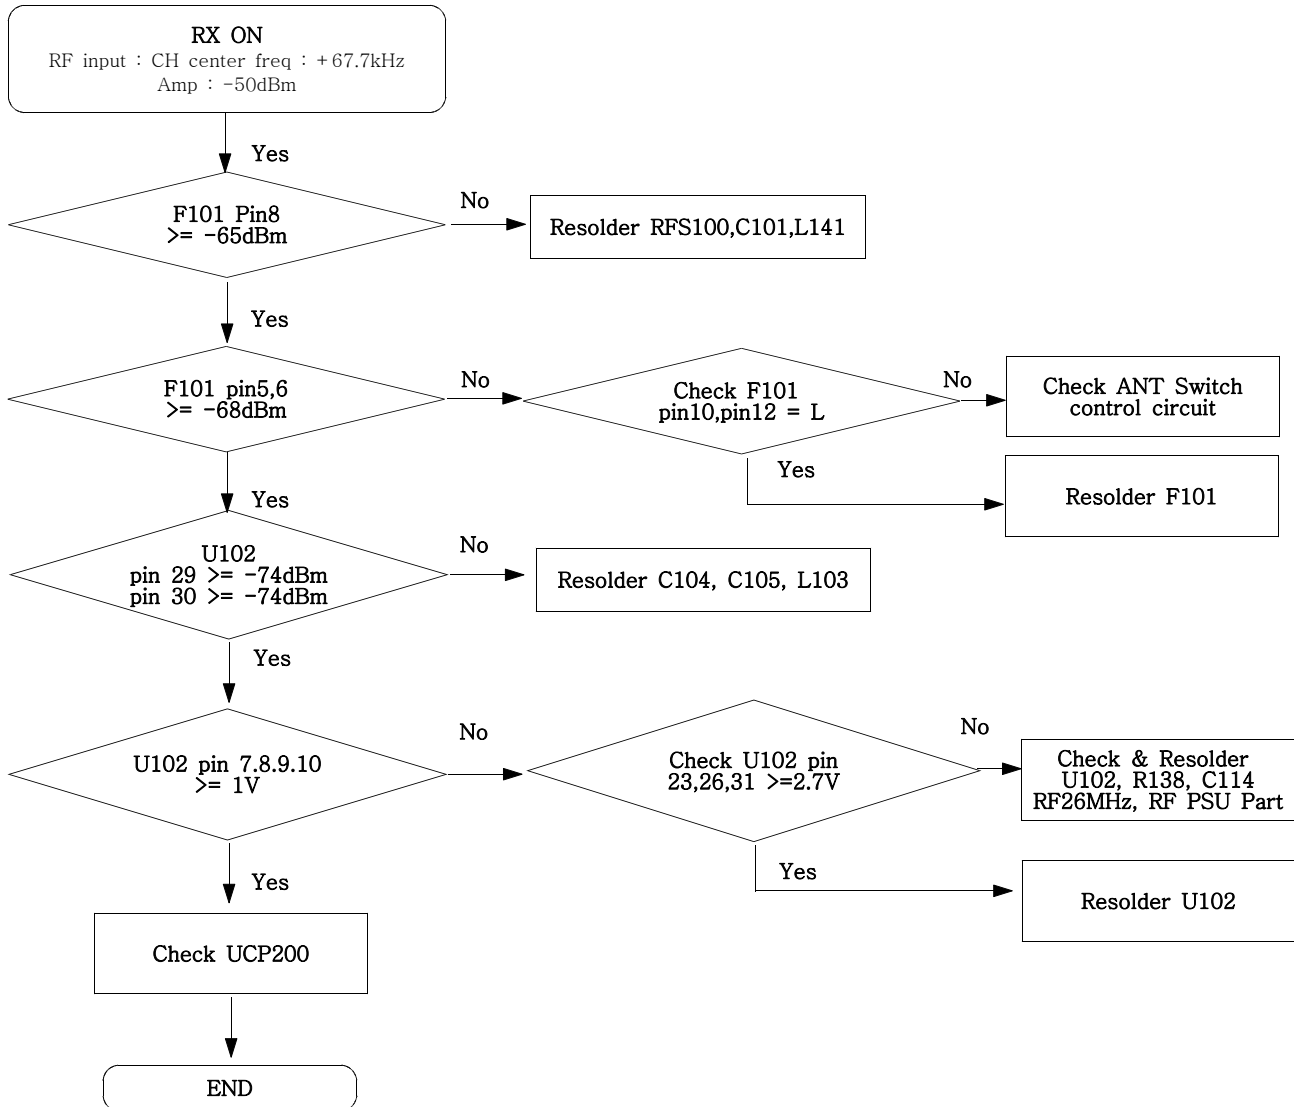 RX ON
RF input : CH center freq : +67.7kHz
Amp : -50dBm
Yes
F101 Pin8
>= -65dBm
No
Resolder RFS100,C101,L141
Yes
F101 pin5,6
>= -68dBm
No
Check F101
pin10,pin12 = L
No
Check ANT Switch
control circuit
Yes
Resolder F101
Yes
U102
pin 29 >= -74dBm
pin 30 >= -74dBm
No
Resolder C104, C105, L103
Yes
U102 pin 7.8.9.10
>= 1V
No
Check U102 pin
23,26,31 >=2.7V
No
Check & Resolder
U102, R138, C114
RF26MHz, RF PSU Part
Yes
Resolder U102
Yes
Check UCP200
END